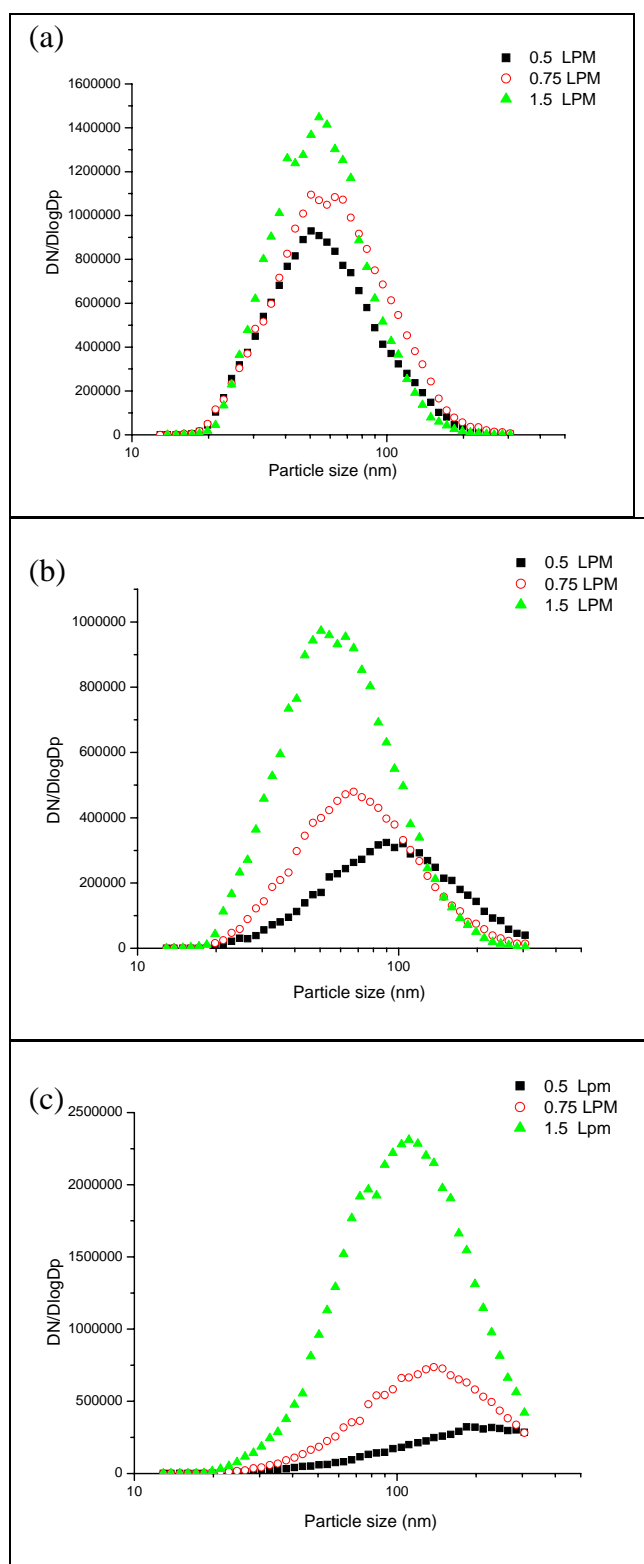 (a)
0.5 LPM
0.75 LPM
1.5 LPM
1600000
1400000
1200000
1000000
800000
600000
400000
200000
0
DN/DlogDp
10
100
Particle size (nm)
(b)
0.5 LPM
0.75 LPM
1.5 LPM
1000000
800000
600000
400000
200000
0
DN/DlogDp
10
100
Particle size (nm)
(c)
0.5 Lpm
0.75 LPM
1.5 Lpm
2500000
2000000
1500000
1000000
500000
0
DN/DlogDp
10
100
Particle size (nm)